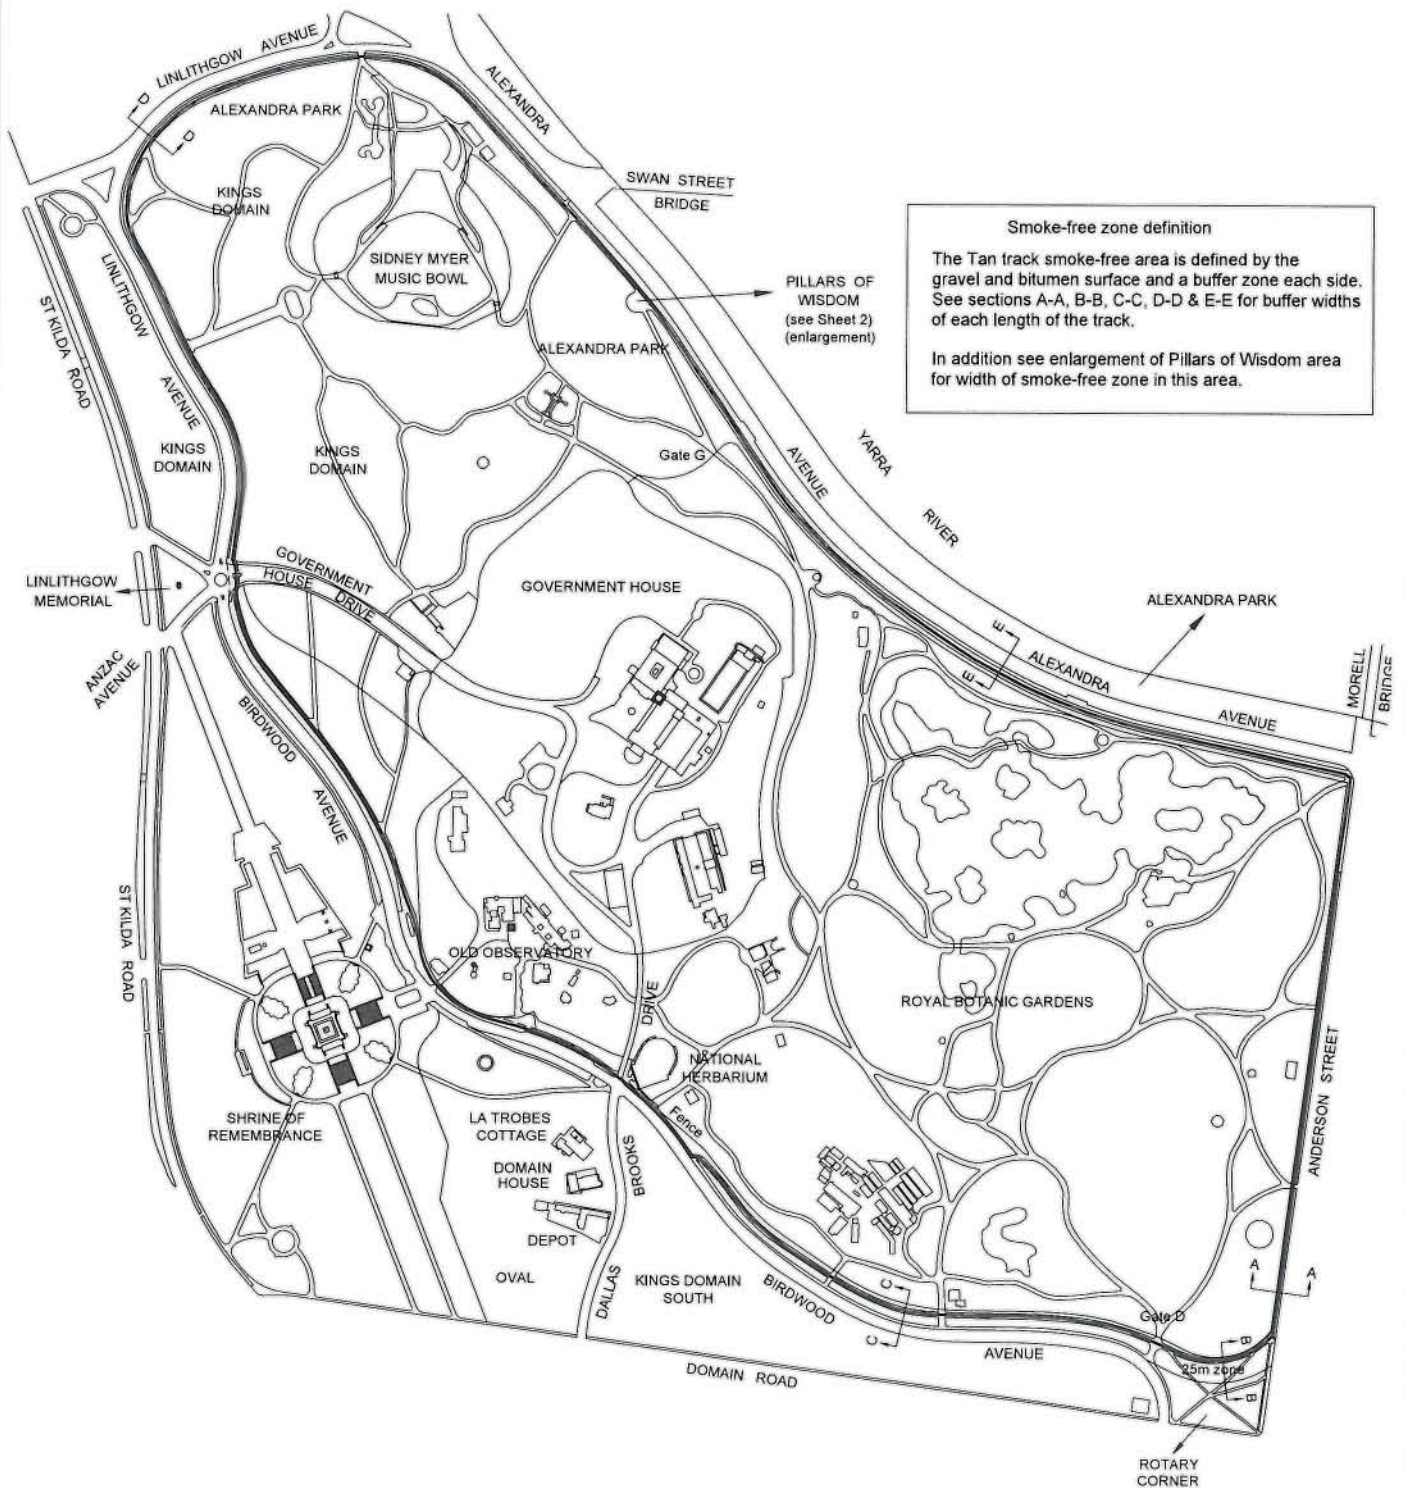 LINLITHGOW AVENUE
ALEXANDRA
D
D
ALEXANDRA PARK
SWAN STREET
BRIDGE
KINGS
DOMAIN
Smoke-free zone definition
The Tan track smoke-free area is defined by the
gravel and bitumen surface and a buffer zone each side.
See sections A-A, B-B, C-C, D-D & E-E for buffer widths
of each length of the track.
In addition see enlargement of Pillars of Wisdom area
for width of smoke-free zone in this area.
SIDNEY MYER
MUSIC BOWL
PILLARS OF
WISDOM
(see Sheet 2)
(enlargement)
LINLITHGOW
AVENUE
ST KILDA ROAD
ALEXANDRA PARK
KINGS
DOMAIN
KINGS
DOMAIN
Gate G
AVENUE
YARRA
RIVER
LINLITHGOW
MEMORIAL
GOVERNMENT
HOUSE
DRIVE
GOVERNMENT HOUSE
ALEXANDRA PARK
E
E
ALEXANDRA
AVENUE
MORELL
BRIDGE
ANZAC
AVENUE
BIRDWOOD
AVENUE
ST KILDA ROAD
OLD OBSERVATORY
DRIVE
ROYAL BOTANIC GARDENS
NATIONAL
HERBARIUM
ANDERSON STREET
Fence
SHRINE OF
REMEMBRANCE
LA TROBES
COTTAGE
DOMAIN
HOUSE
BROOKS
DEPOT
OVAL
DALLAS
KINGS DOMAIN
SOUTH
BIRDWOOD
C
C
A
A
Gate D
AVENUE
B
25m zone
B
DOMAIN ROAD
ROTARY
CORNER